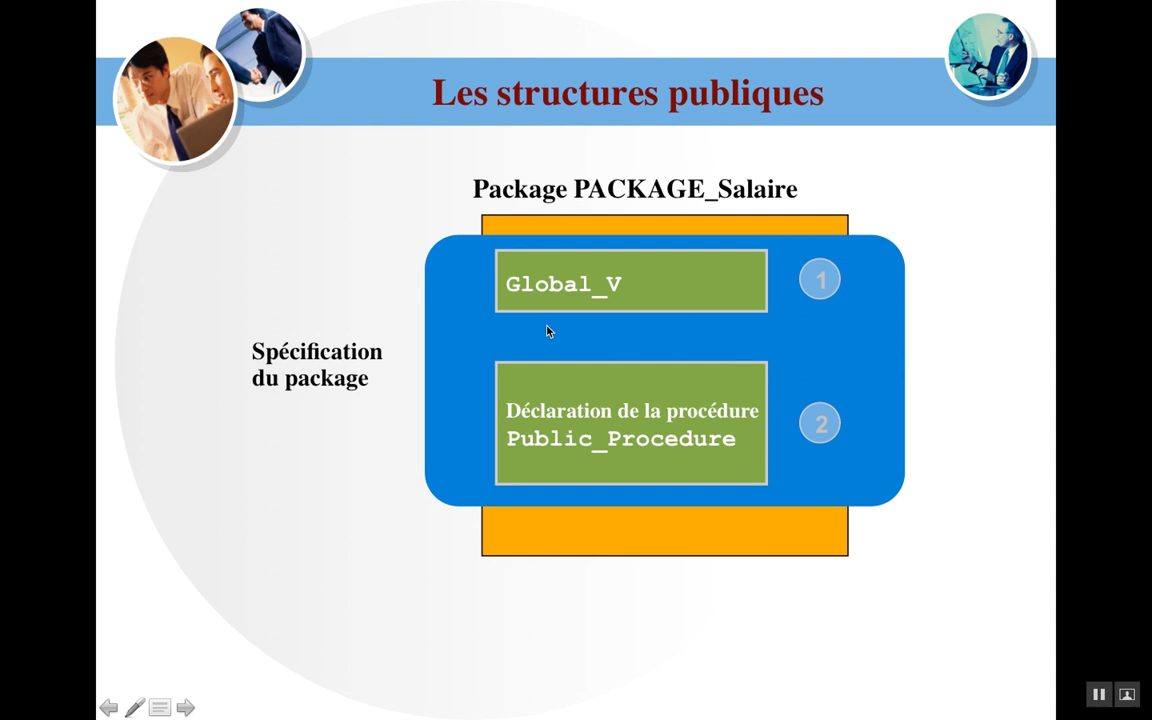 Les structures publiques
Package PACKAGE_Salaire
Global_V
1
Spécification
du package
Déclaration de la procédure
Public_Procedure
2